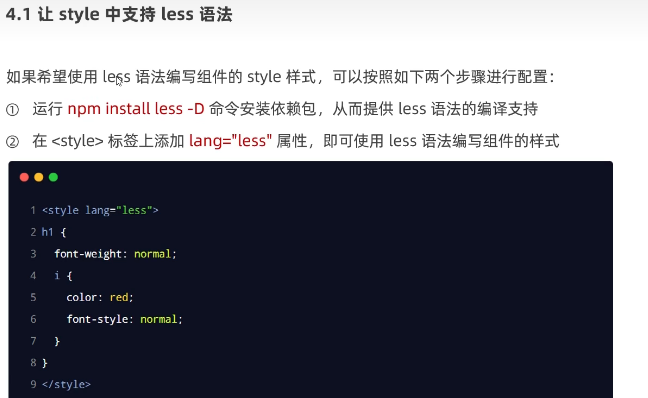 4.1 让 style 中支持 less 语法
如果希望使用 less 语法编写组件的 style 样式，可以按照如下两个步骤进行配置：
① 运行 npm install less -D 命令安装依赖包，从而提供 less 语法的编译支持
② 在 <style> 标签上添加 lang="less" 属性，即可使用 less 语法编写组件的样式
1 <style lang="less">
2 h1 {
3   font-weight: normal;
4   i {
5     color: red;
6     font-style: normal;
7   }
8 }
9 </style>